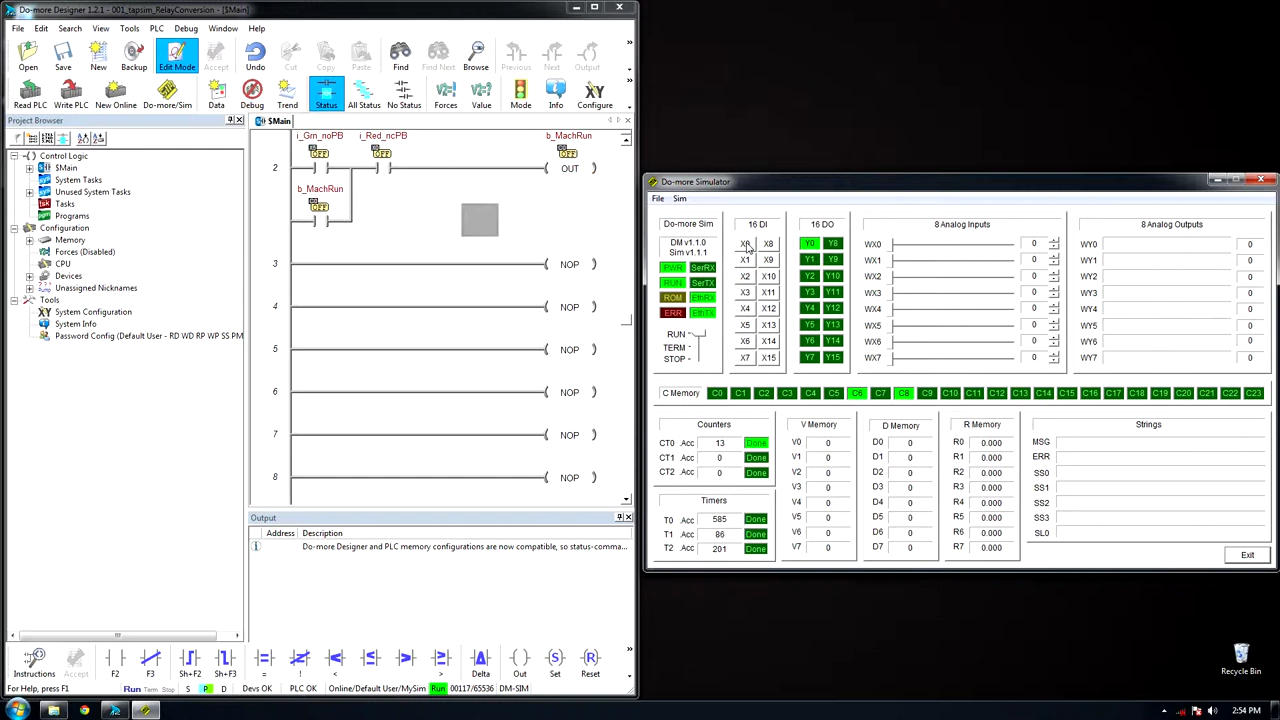 Do-more Designer 1.2.1 - 001_tapsim_RelayConversion - [$Main]
File Edit Search View Tools PLC Debug Window Help
Open Save New Backup Edit Mode Accept Undo Cut Copy Paste Find Find Next Browse Previous Next Output
Read PLC Write PLC New Online Do-more/Sim Data Debug Trend Status All Status No Status Forces Value Mode Info Configure
Project Browser
Control Logic
$Main
System Tasks
Unused System Tasks
Tasks
Programs
Configuration
Memory
Forces (Disabled)
CPU
Devices
Unassigned Nicknames
Tools
System Configuration
System Info
Password Config (Default User - RD WD RP WP SS PM
$Main
i_Grn_noPB i_Red_ncPB b_MachRun
OFF OFF OFF
2 OUT
b_MachRun
OFF
3 NOP
4 NOP
5 NOP
6 NOP
7 NOP
8 NOP
Output
Address Description
Do-more Designer and PLC memory configurations are now compatible, so status-comma...
Instructions Accept F2 F3 Sh+F2 Sh+F3 = ! < > Delta Out Set Reset
For Help, press F1 Run Term Stop S P D Devs OK PLC OK Online/Default User/MySim Run 00117/65536 DM-SIM
Do-more Simulator
File Sim
Do-more Sim 16 DI 16 DO 8 Analog Inputs 8 Analog Outputs
DM v1.1.0
Sim v1.1.1
PWR SerRX
RUN SerTX
ROM EthRX
ERR EthTX
RUN
TERM
STOP
X0 X8 Y0 Y8 WX0 0 WY0 0
X1 X9 Y1 Y9 WX1 0 WY1 0
X2 X10 Y2 Y10 WX2 0 WY2 0
X3 X11 Y3 Y11 WX3 0 WY3 0
X4 X12 Y4 Y12 WX4 0 WY4 0
X5 X13 Y5 Y13 WX5 0 WY5 0
X6 X14 Y6 Y14 WX6 0 WY6 0
X7 X15 Y7 Y15 WX7 0 WY7 0
C Memory C0 C1 C2 C3 C4 C5 C6 C7 C8 C9 C10 C11 C12 C13 C14 C15 C16 C17 C18 C19 C20 C21 C22 C23
Counters
CT0 .Acc 13 Done
CT1 .Acc 0 Done
CT2 .Acc 0 Done
Timers
T0 .Acc 585 Done
T1 .Acc 86 Done
T2 .Acc 201 Done
V Memory
V0 0
V1 0
V2 0
V3 0
V4 0
V5 0
V6 0
V7 0
D Memory
D0 0
D1 0
D2 0
D3 0
D4 0
D5 0
D6 0
D7 0
R Memory
R0 0.000
R1 0.000
R2 0.000
R3 0.000
R4 0.000
R5 0.000
R6 0.000
R7 0.000
Strings
MSG
ERR
SS0
SS1
SS2
SS3
SL0
Exit
Recycle Bin
2:54 PM